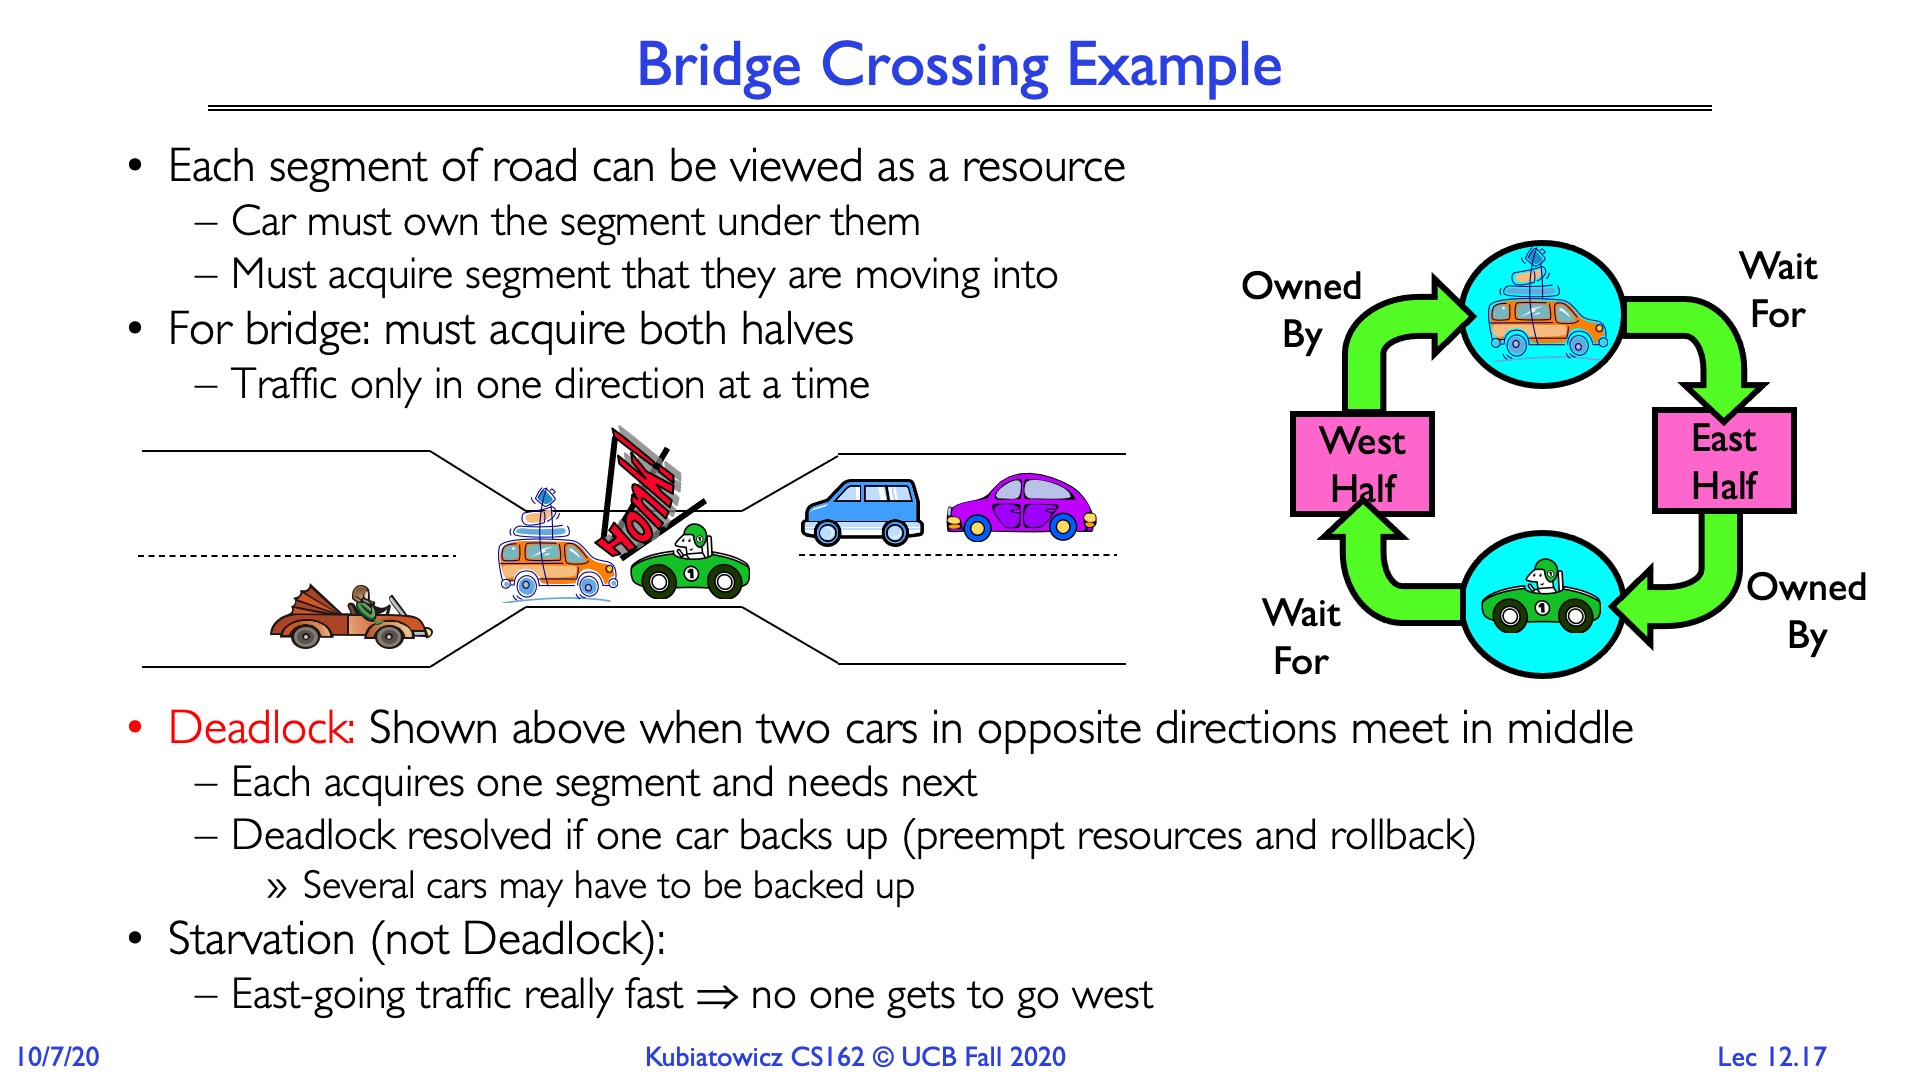 Bridge Crossing Example
• Each segment of road can be viewed as a resource
– Car must own the segment under them
– Must acquire segment that they are moving into
• For bridge: must acquire both halves
– Traffic only in one direction at a time
Honk!
1
Owned
By
Wait
For
West
Half
East
Half
Wait
For
1
Owned
By
• Deadlock: Shown above when two cars in opposite directions meet in middle
– Each acquires one segment and needs next
– Deadlock resolved if one car backs up (preempt resources and rollback)
» Several cars may have to be backed up
• Starvation (not Deadlock):
– East-going traffic really fast ⇒ no one gets to go west
10/7/20
Kubiatowicz CS162 © UCB Fall 2020
Lec 12.17